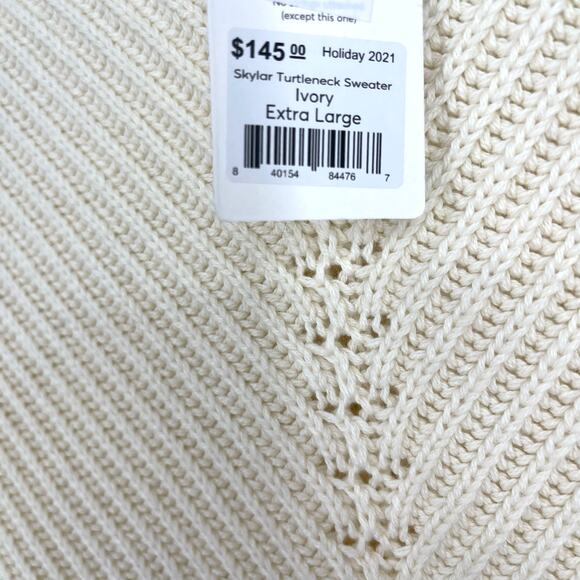 (except this one)
$145.00 Holiday 2021
Skylar Turtleneck Sweater
Ivory
Extra Large
8 40154 84476 7